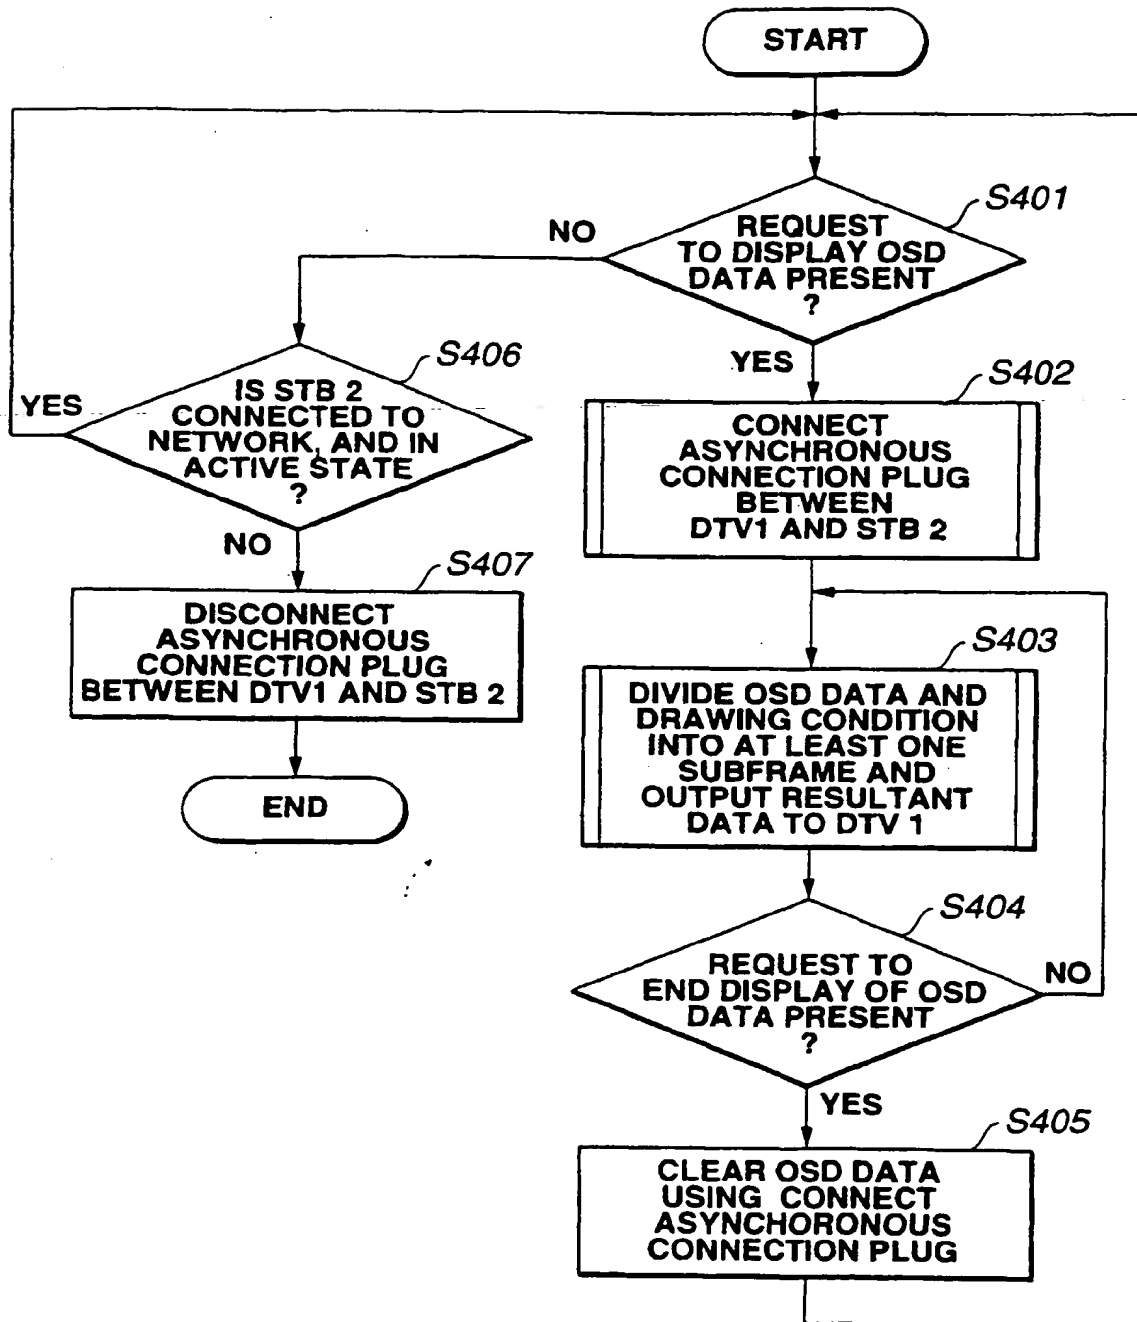 START
S401
REQUEST
TO DISPLAY OSD
DATA PRESENT
?
NO
YES
S406
IS STB 2
CONNECTED TO
NETWORK, AND IN
ACTIVE STATE
?
YES
NO
S402
CONNECT
ASYNCHRONOUS
CONNECTION PLUG
BETWEEN
DTV1 AND STB 2
S407
DISCONNECT
ASYNCHRONOUS
CONNECTION PLUG
BETWEEN DTV1 AND STB 2
END
S403
DIVIDE OSD DATA AND
DRAWING CONDITION
INTO AT LEAST ONE
SUBFRAME AND
OUTPUT RESULTANT
DATA TO DTV 1
S404
REQUEST TO
END DISPLAY OF OSD
DATA PRESENT
?
NO
YES
S405
CLEAR OSD DATA
USING CONNECT
ASYNCHORONOUS
CONNECTION PLUG